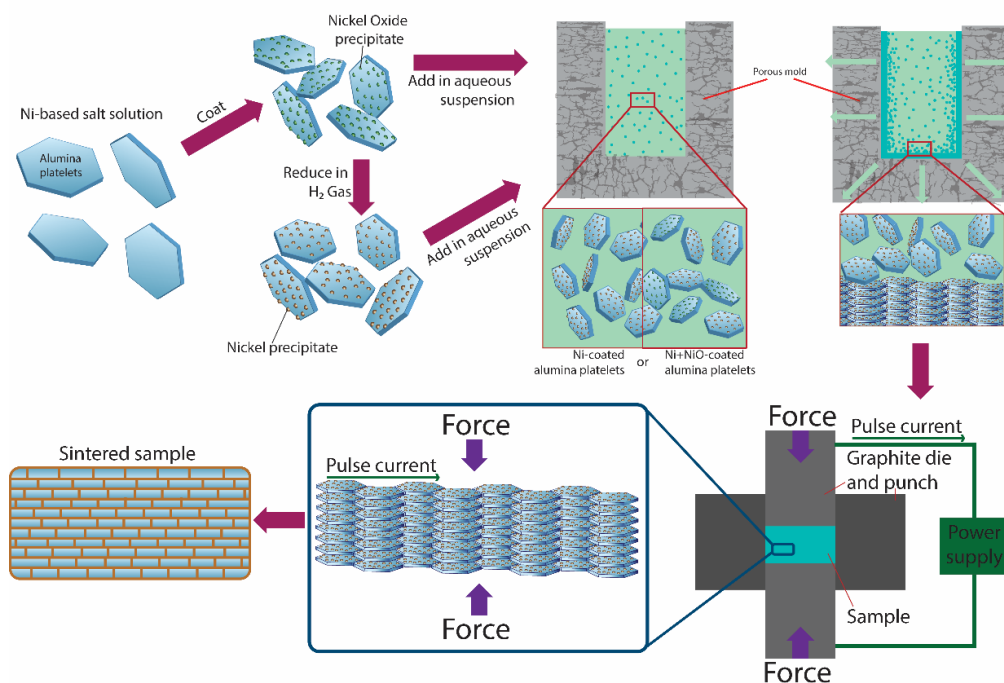 Ni-based salt solution
Alumina
platelets
Coat
Nickel Oxide
precipitate
Add in aqueous
suspension
Reduce in
H₂ Gas
Add in aqueous
suspension
Nickel precipitate
Porous mold
Ni-coated
alumina platelets
or
Ni+NiO-coated
alumina platelets
Force
Pulse current
Graphite die
and punch
Power
supply
Sample
Force
Force
Pulse current
Force
Sintered sample